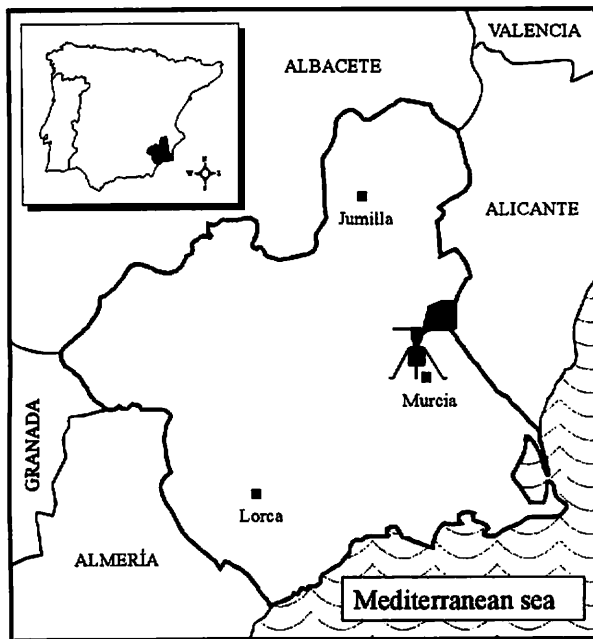 VALENCIA
ALBACETE
ALICANTE
Jumilla
Murcia
GRANADA
Lorca
ALMERÍA
Mediterranean sea